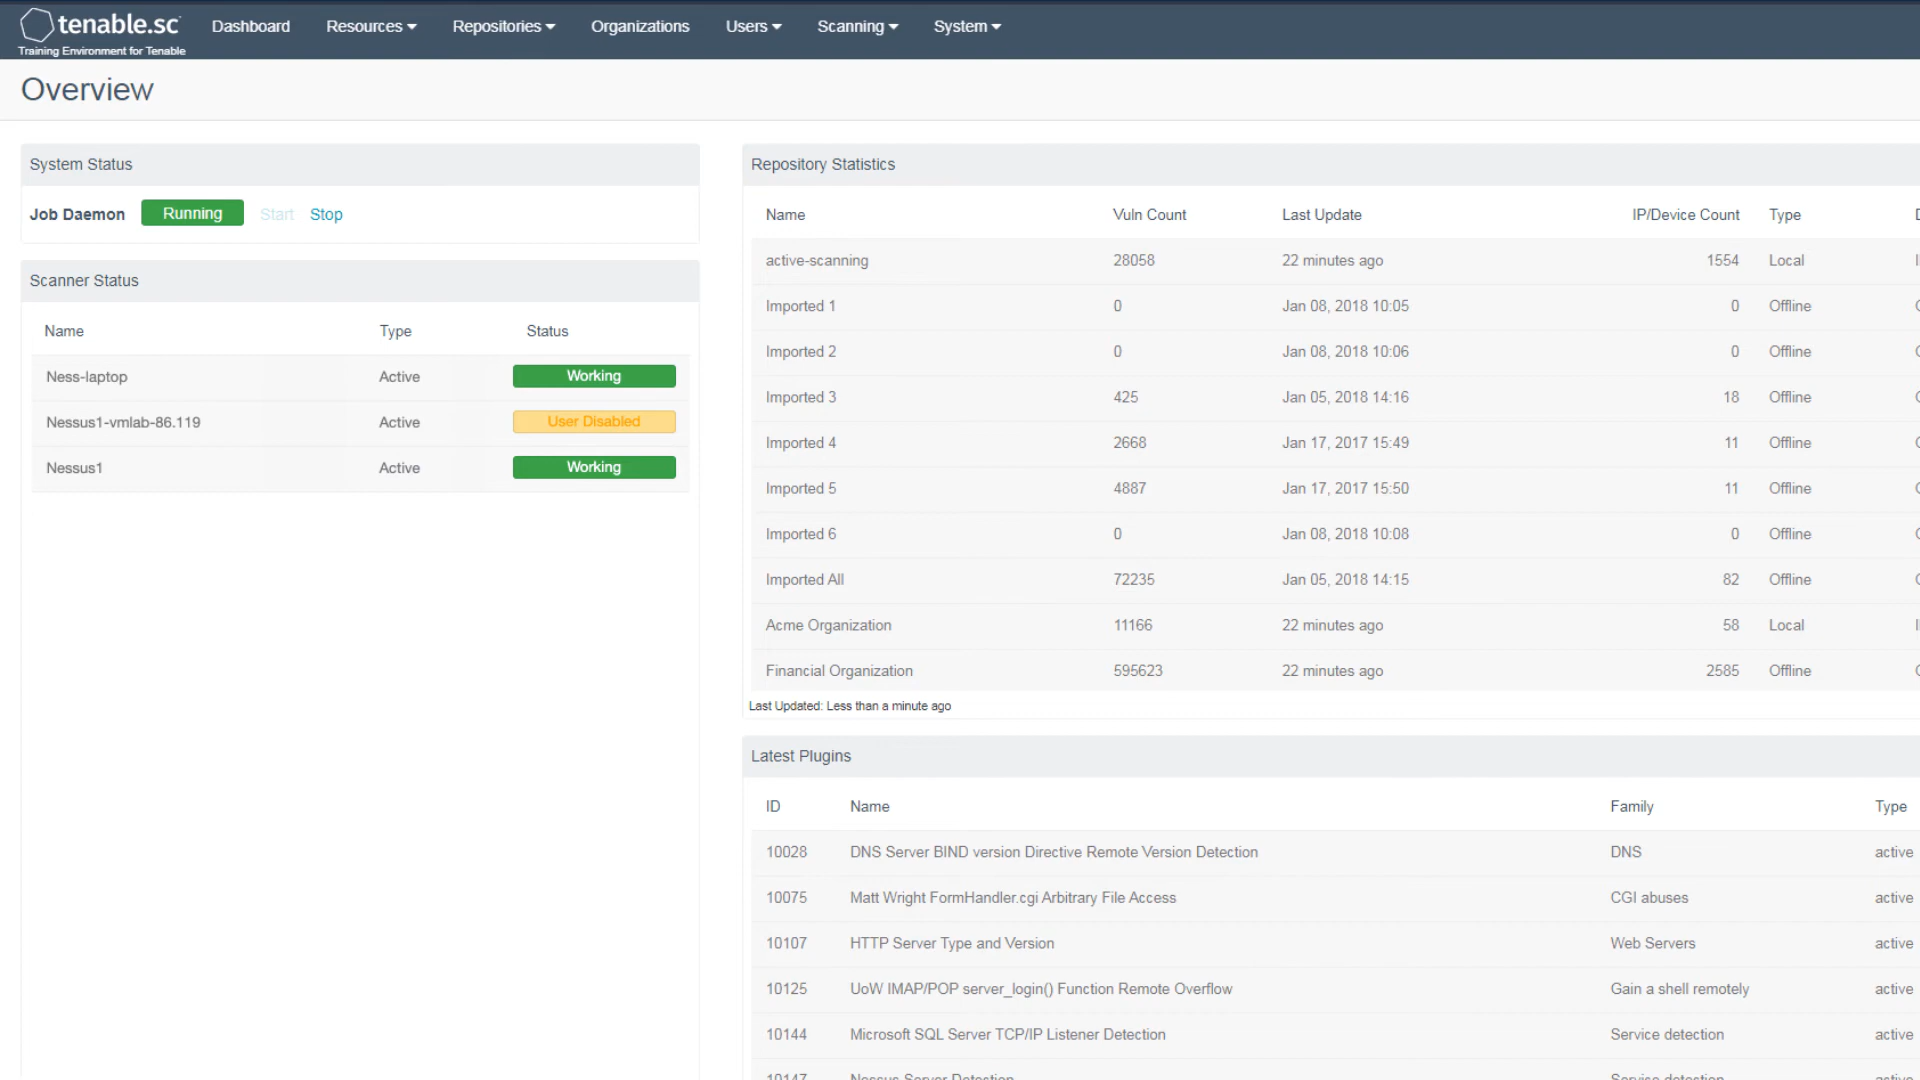 tenable.sc Dashboard Resources Repositories Organizations Users Scanning System
Training Environment for Tenable
Overview
System Status
Job Daemon Running Start Stop
Scanner Status
Name Type Status
Ness-laptop Active Working
Nessus1-vmlab-86.119 Active User Disabled
Nessus1 Active Working
Repository Statistics
Name Vuln Count Last Update IP/Device Count Type
active-scanning 28058 22 minutes ago 1554 Local
Imported 1 0 Jan 08, 2018 10:05 0 Offline
Imported 2 0 Jan 08, 2018 10:06 0 Offline
Imported 3 425 Jan 05, 2018 14:16 18 Offline
Imported 4 2668 Jan 17, 2017 15:49 11 Offline
Imported 5 4887 Jan 17, 2017 15:50 11 Offline
Imported 6 0 Jan 08, 2018 10:08 0 Offline
Imported All 72235 Jan 05, 2018 14:15 82 Offline
Acme Organization 11166 22 minutes ago 58 Local
Financial Organization 595623 22 minutes ago 2585 Offline
Last Updated: Less than a minute ago
Latest Plugins
ID Name Family Type
10028 DNS Server BIND version Directive Remote Version Detection DNS active
10075 Matt Wright FormHandler.cgi Arbitrary File Access CGI abuses active
10107 HTTP Server Type and Version Web Servers active
10125 UoW IMAP/POP server_login() Function Remote Overflow Gain a shell remotely active
10144 Microsoft SQL Server TCP/IP Listener Detection Service detection active
10147 Nessus Server Detection Service detection active